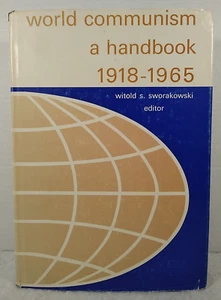 world communism
a handbook
1918-1965
witold s. sworakowski
editor